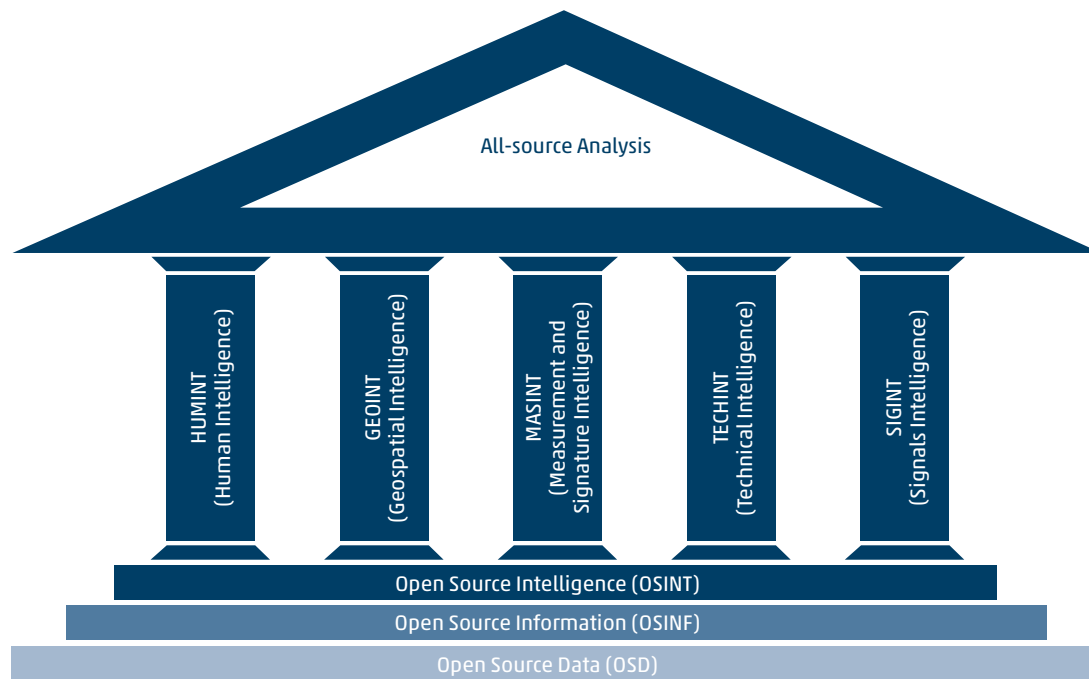 All-source Analysis
HUMINT
(Human Intelligence)
GEOINT
(Geospatial Intelligence)
MASINT
(Measurement and
Signature Intelligence)
TECHINT
(Technical Intelligence)
SIGINT
(Signals Intelligence)
Open Source Intelligence (OSINT)
Open Source Information (OSINF)
Open Source Data (OSD)